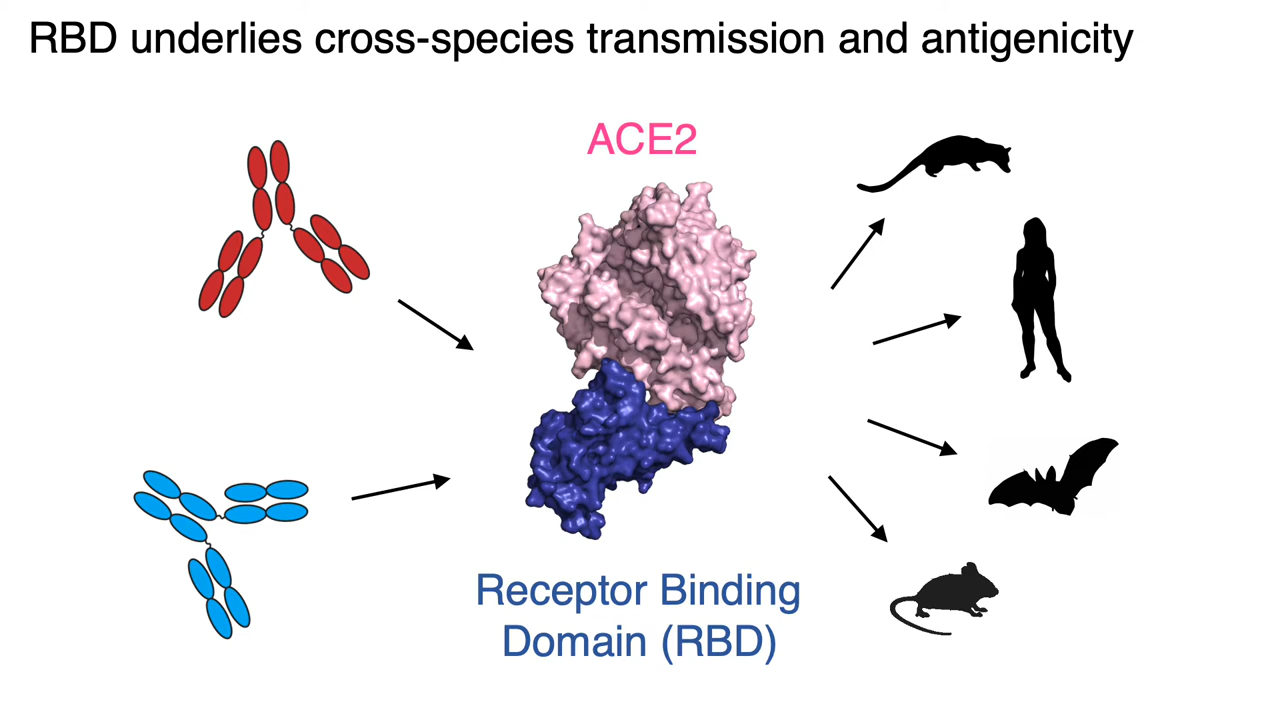 RBD underlies cross-species transmission and antigenicity
ACE2
Receptor Binding
Domain (RBD)